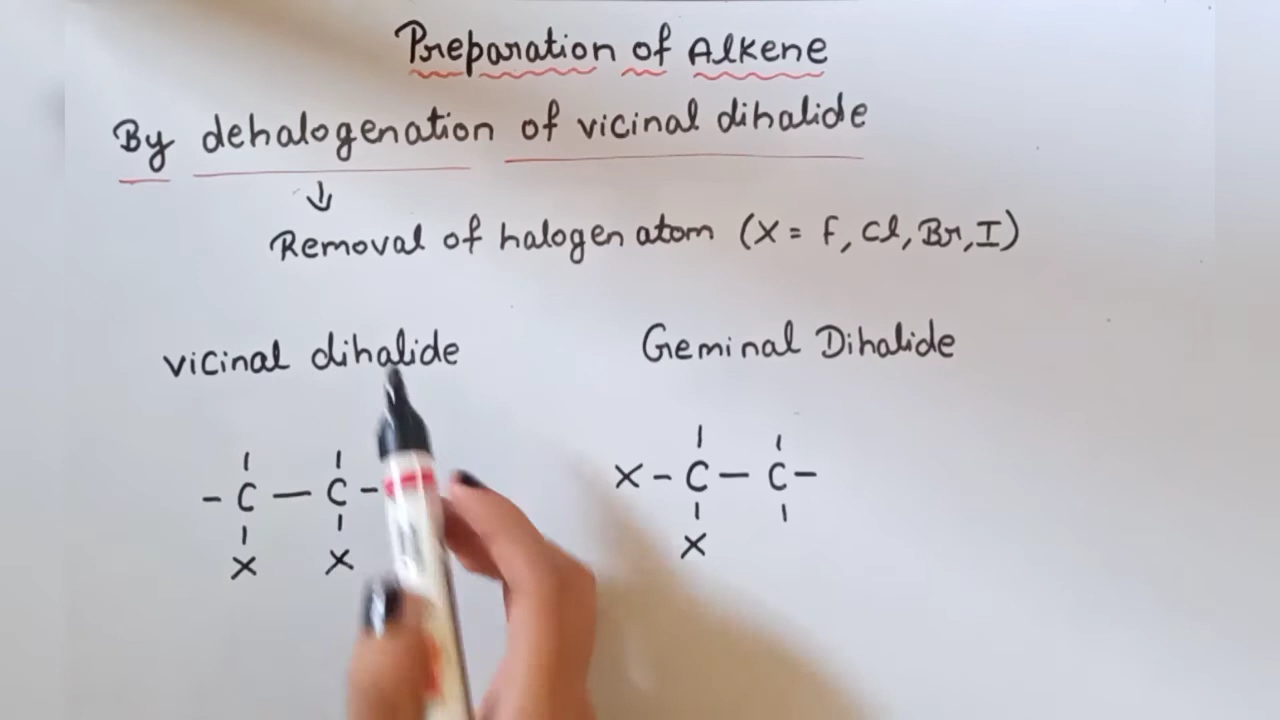 Preparation of Alkene
By dehalogenation of vicinal dihalide
↓
Removal of halogen atom (X = F, Cl, Br, I)
vicinal dihalide
Geminal Dihalide
- C — C -
X X
X - C — C -
X